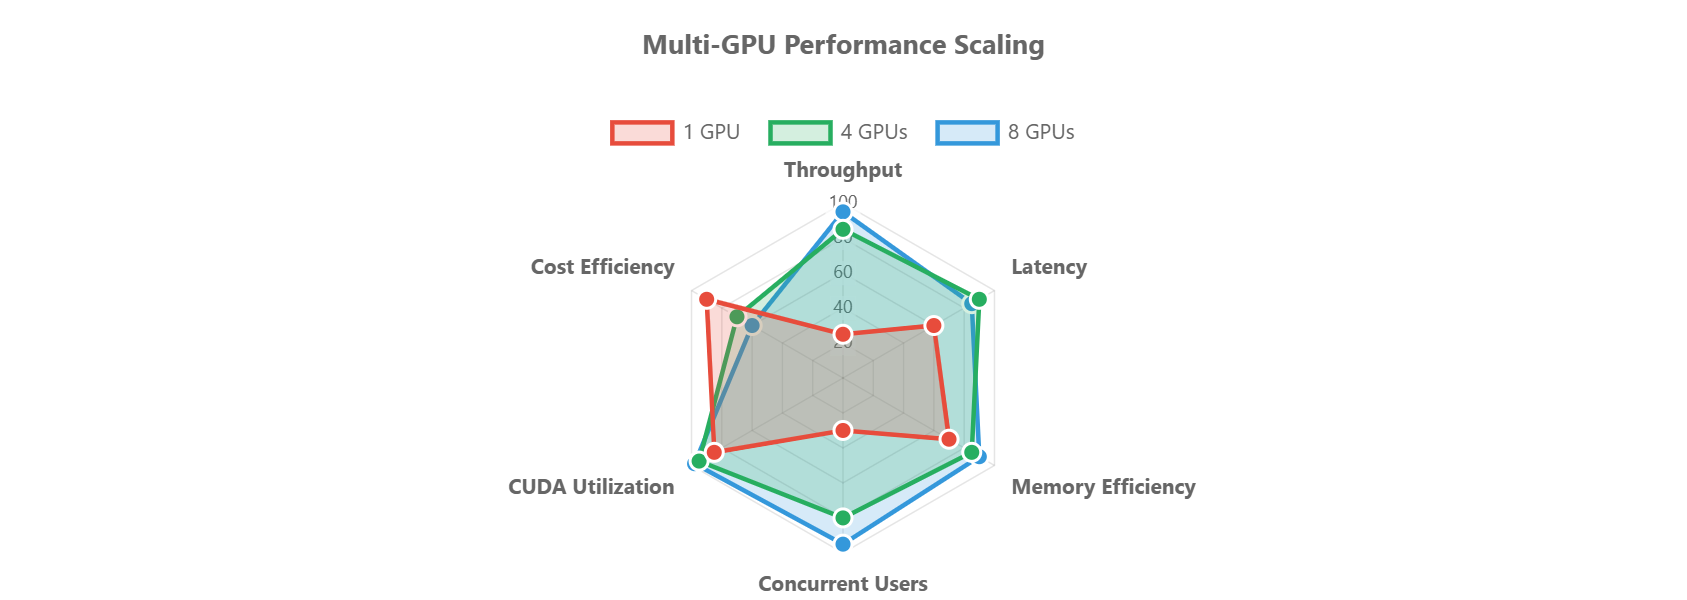 Multi-GPU Performance Scaling
1 GPU
4 GPUs
8 GPUs
Throughput
100
80
60
40
20
Cost Efficiency
Latency
CUDA Utilization
Memory Efficiency
Concurrent Users